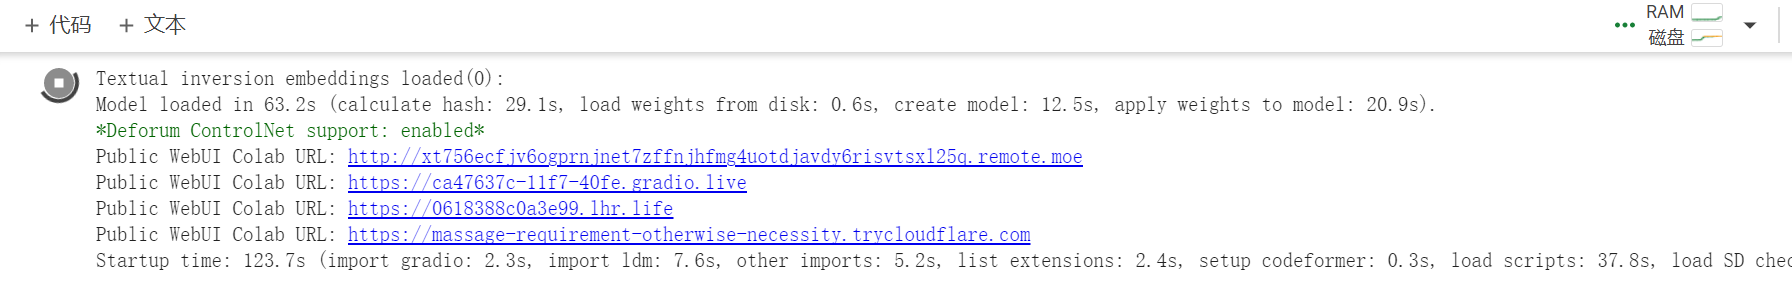 + 代码 + 文本
RAM
磁盘
Textual inversion embeddings loaded(0):
Model loaded in 63.2s (calculate hash: 29.1s, load weights from disk: 0.6s, create model: 12.5s, apply weights to model: 20.9s).
*Deforum ControlNet support: enabled*
Public WebUI Colab URL: http://xt756ecfjv6ogprnjnet7zffnjhfmg4uotdjavdy6risvtsxl25q.remote.moe
Public WebUI Colab URL: https://ca47637c-11f7-40fe.gradio.live
Public WebUI Colab URL: https://0618388c0a3e99.lhr.life
Public WebUI Colab URL: https://massage-requirement-otherwise-necessity.trycloudflare.com
Startup time: 123.7s (import gradio: 2.3s, import ldm: 7.6s, other imports: 5.2s, list extensions: 2.4s, setup codeformer: 0.3s, load scripts: 37.8s, load SD chec